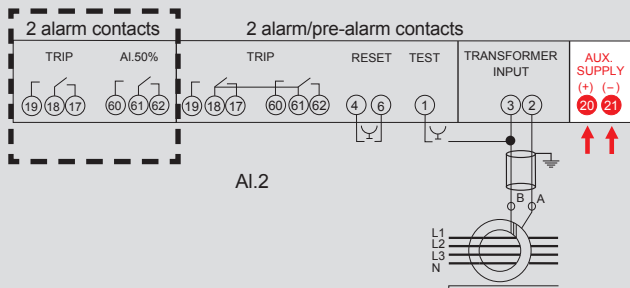 2 alarm contacts
2 alarm/pre-alarm contacts
TRIP
AI.50%
TRIP
RESET
TEST
TRANSFORMER
INPUT
AUX.
SUPPLY
(+) (−)
19 18 17
60 61 62
19 18 17
60 61 62
4 6
1
3 2
20 21
AI.2
B A
L1
L2
L3
N